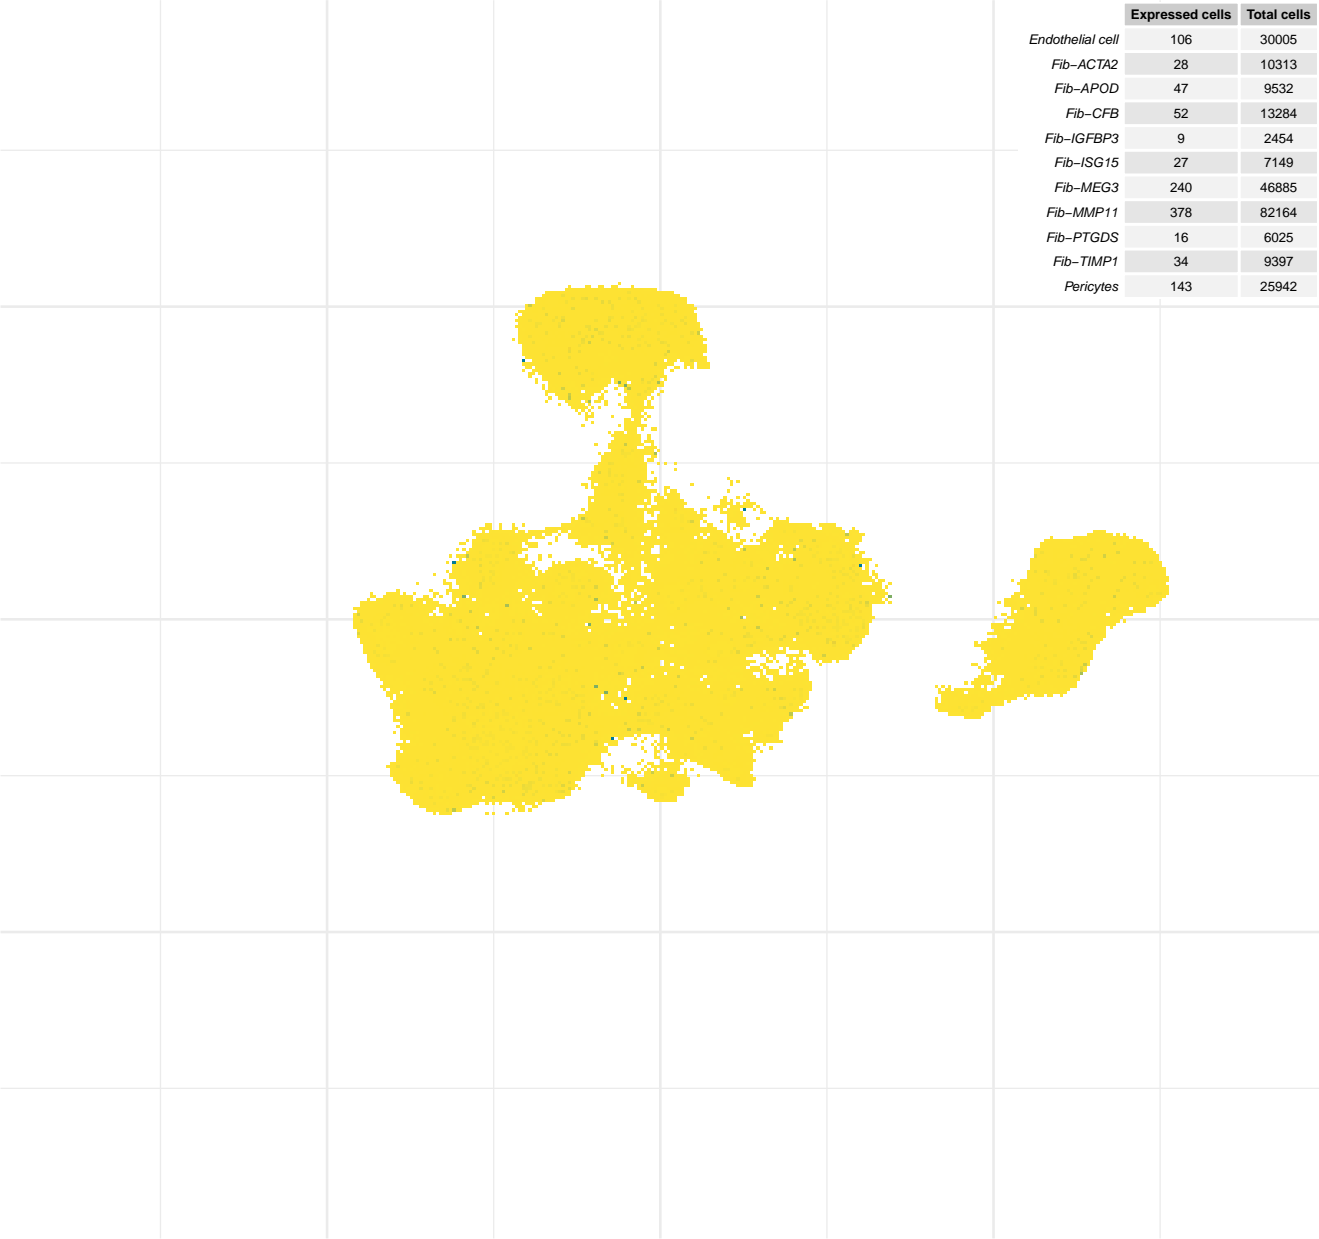 Expressed cells Total cells
Endothelial cell 106 30005
Fib−ACTA2 28 10313
Fib−APOD 47 9532
Fib−CFB 52 13284
Fib−IGFBP3 9 2454
Fib−ISG15 27 7149
Fib−MEG3 240 46885
Fib−MMP11 378 82164
Fib−PTGDS 16 6025
Fib−TIMP1 34 9397
Pericytes 143 25942